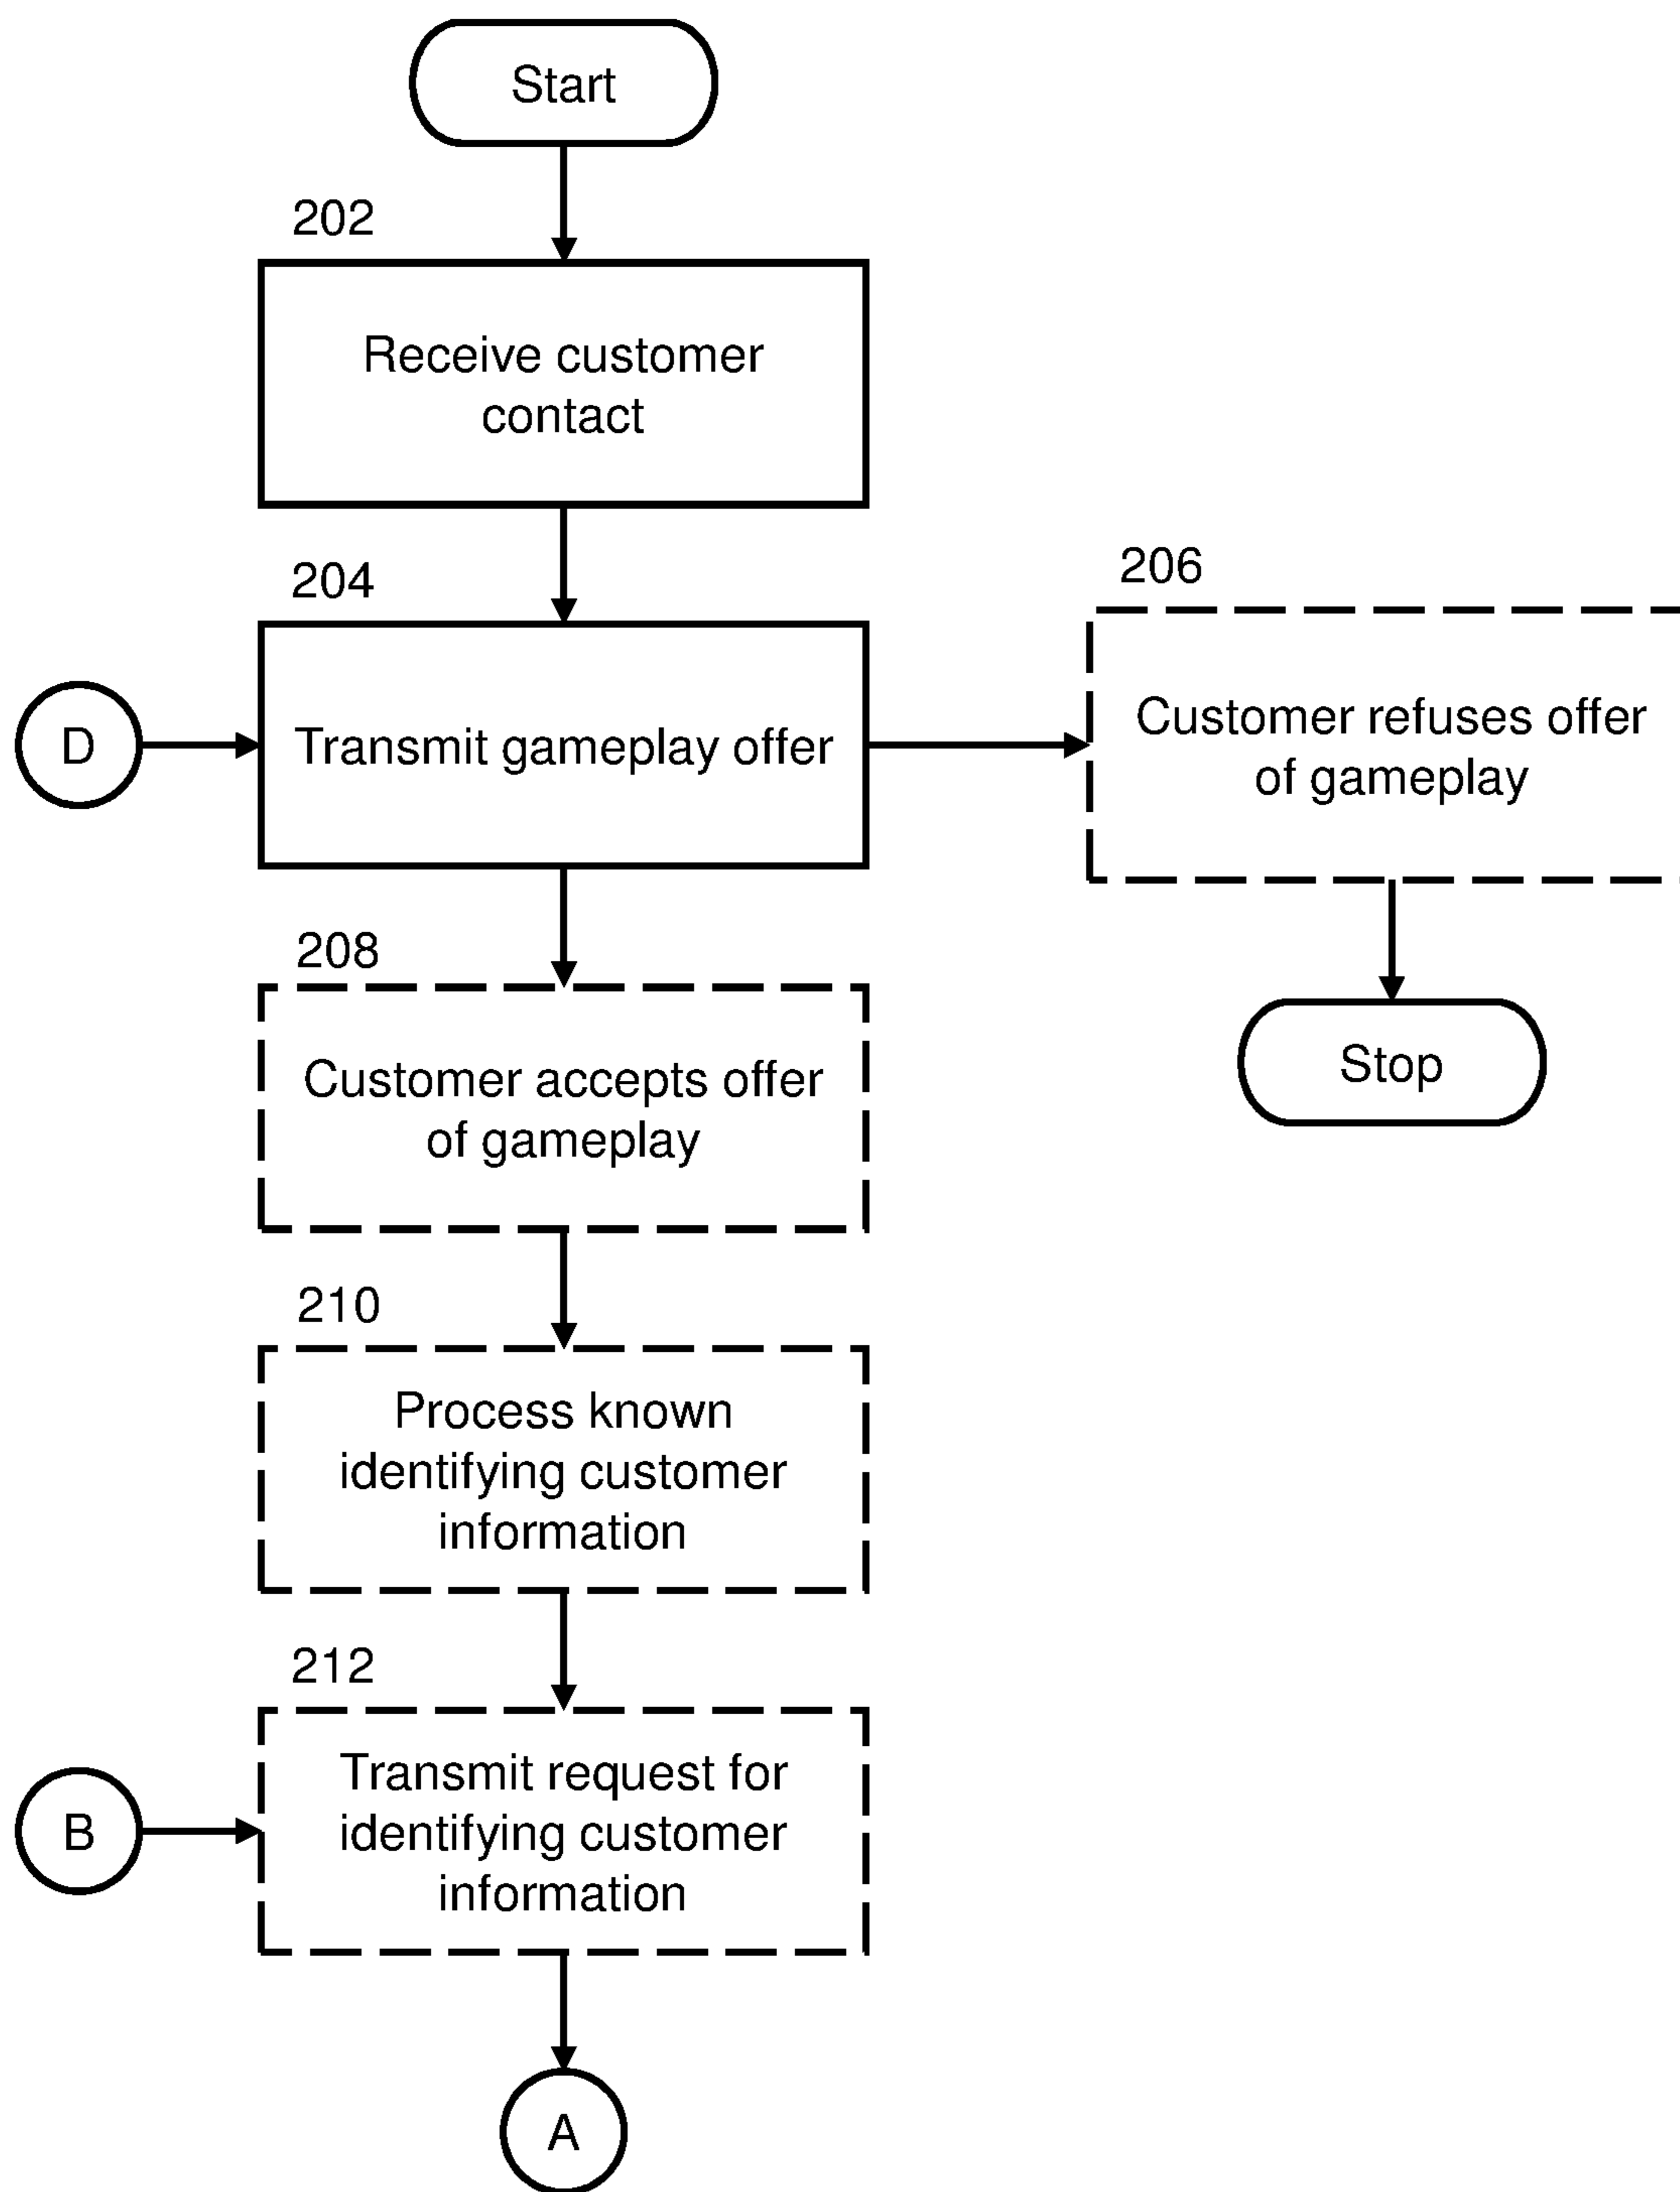 Start
202
Receive customer
contact
204
D
Transmit gameplay offer
206
Customer refuses offer
of gameplay
Stop
208
Customer accepts offer
of gameplay
210
Process known
identifying customer
information
212
B
Transmit request for
identifying customer
information
A